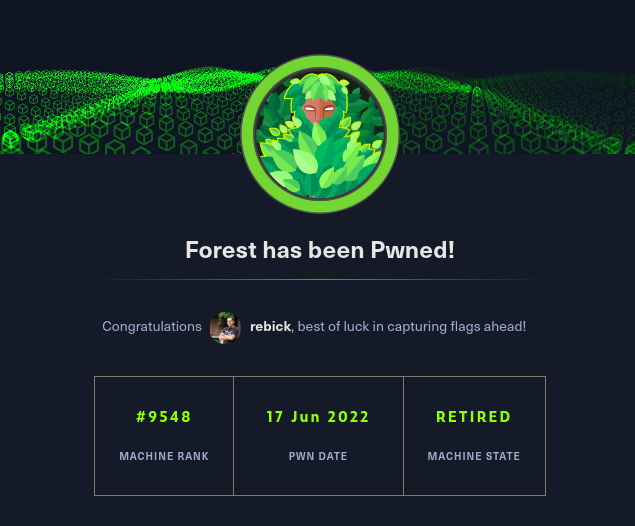 Forest has been Pwned!
Congratulations rebick, best of luck in capturing flags ahead!
#9548 17 Jun 2022 RETIRED
MACHINE RANK PWN DATE MACHINE STATE